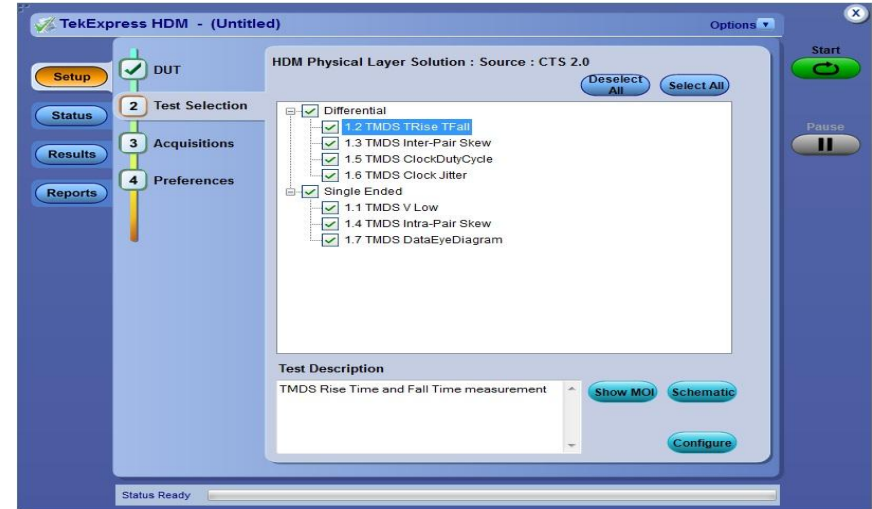 TekExpress HDM - (Untitled)
Options
x
Start
Pause
Setup
Status
Results
Reports
DUT
2 Test Selection
3 Acquisitions
4 Preferences
HDM Physical Layer Solution : Source : CTS 2.0
Deselect
All
Select All
Differential
1.2 TMDS TRise TFall
1.3 TMDS Inter-Pair Skew
1.5 TMDS ClockDutyCycle
1.6 TMDS Clock Jitter
Single Ended
1.1 TMDS V Low
1.4 TMDS Intra-Pair Skew
1.7 TMDS DataEyeDiagram
Test Description
TMDS Rise Time and Fall Time measurement
Show MOI
Schematic
Configure
Status Ready